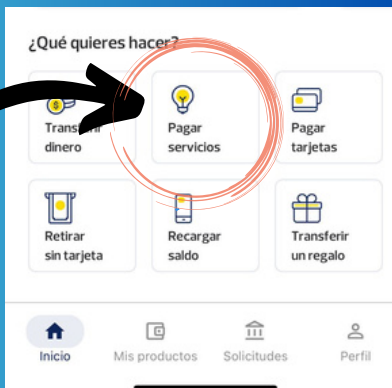 ¿Qué quieres hacer?
Transferir Pagar Pagar
dinero servicios tarjetas
Retirar Recargar Transferir
sin tarjeta saldo un regalo
Inicio Mis productos Solicitudes Perfil